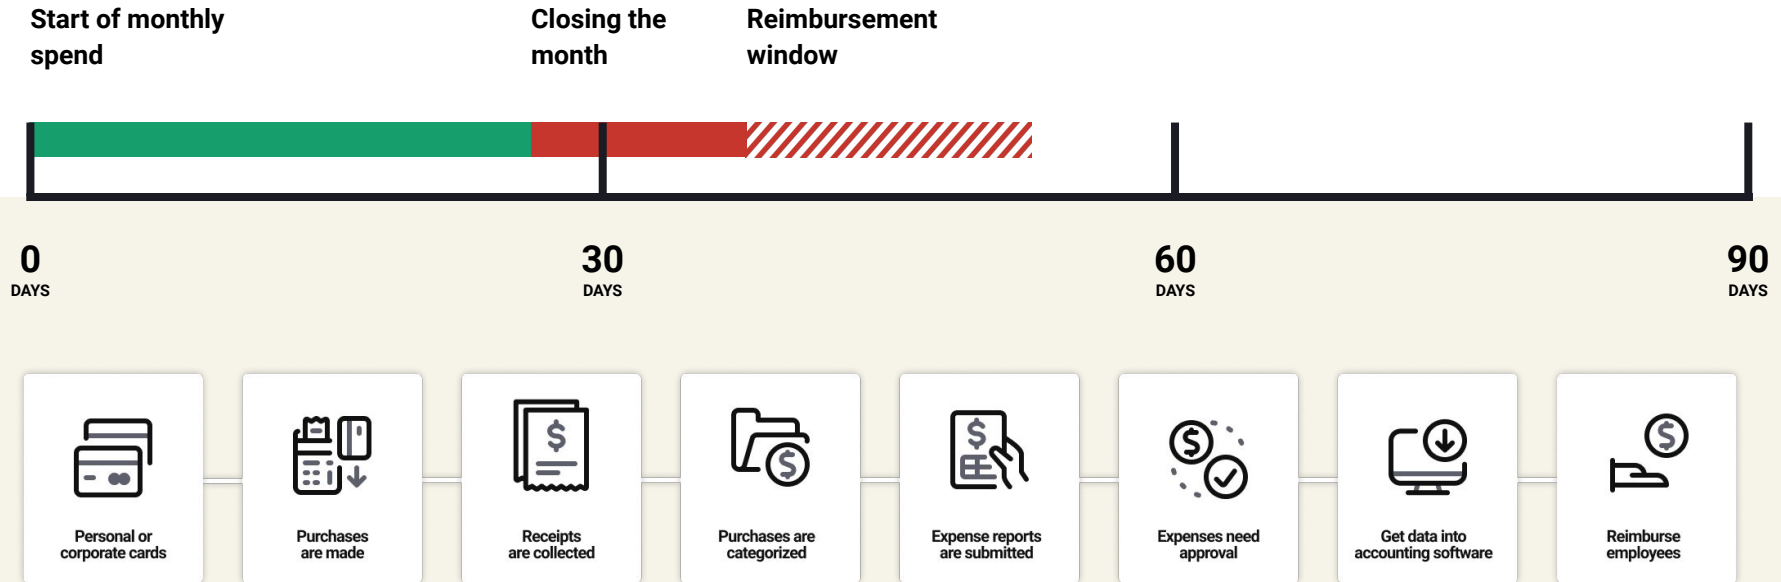 Start of monthly
spend
Closing the
month
Reimbursement
window
0
DAYS
30
DAYS
60
DAYS
90
DAYS
Personal or
corporate cards
Purchases
are made
Receipts
are collected
Purchases are
categorized
Expense reports
are submitted
Expenses need
approval
Get data into
accounting software
Reimburse
employees